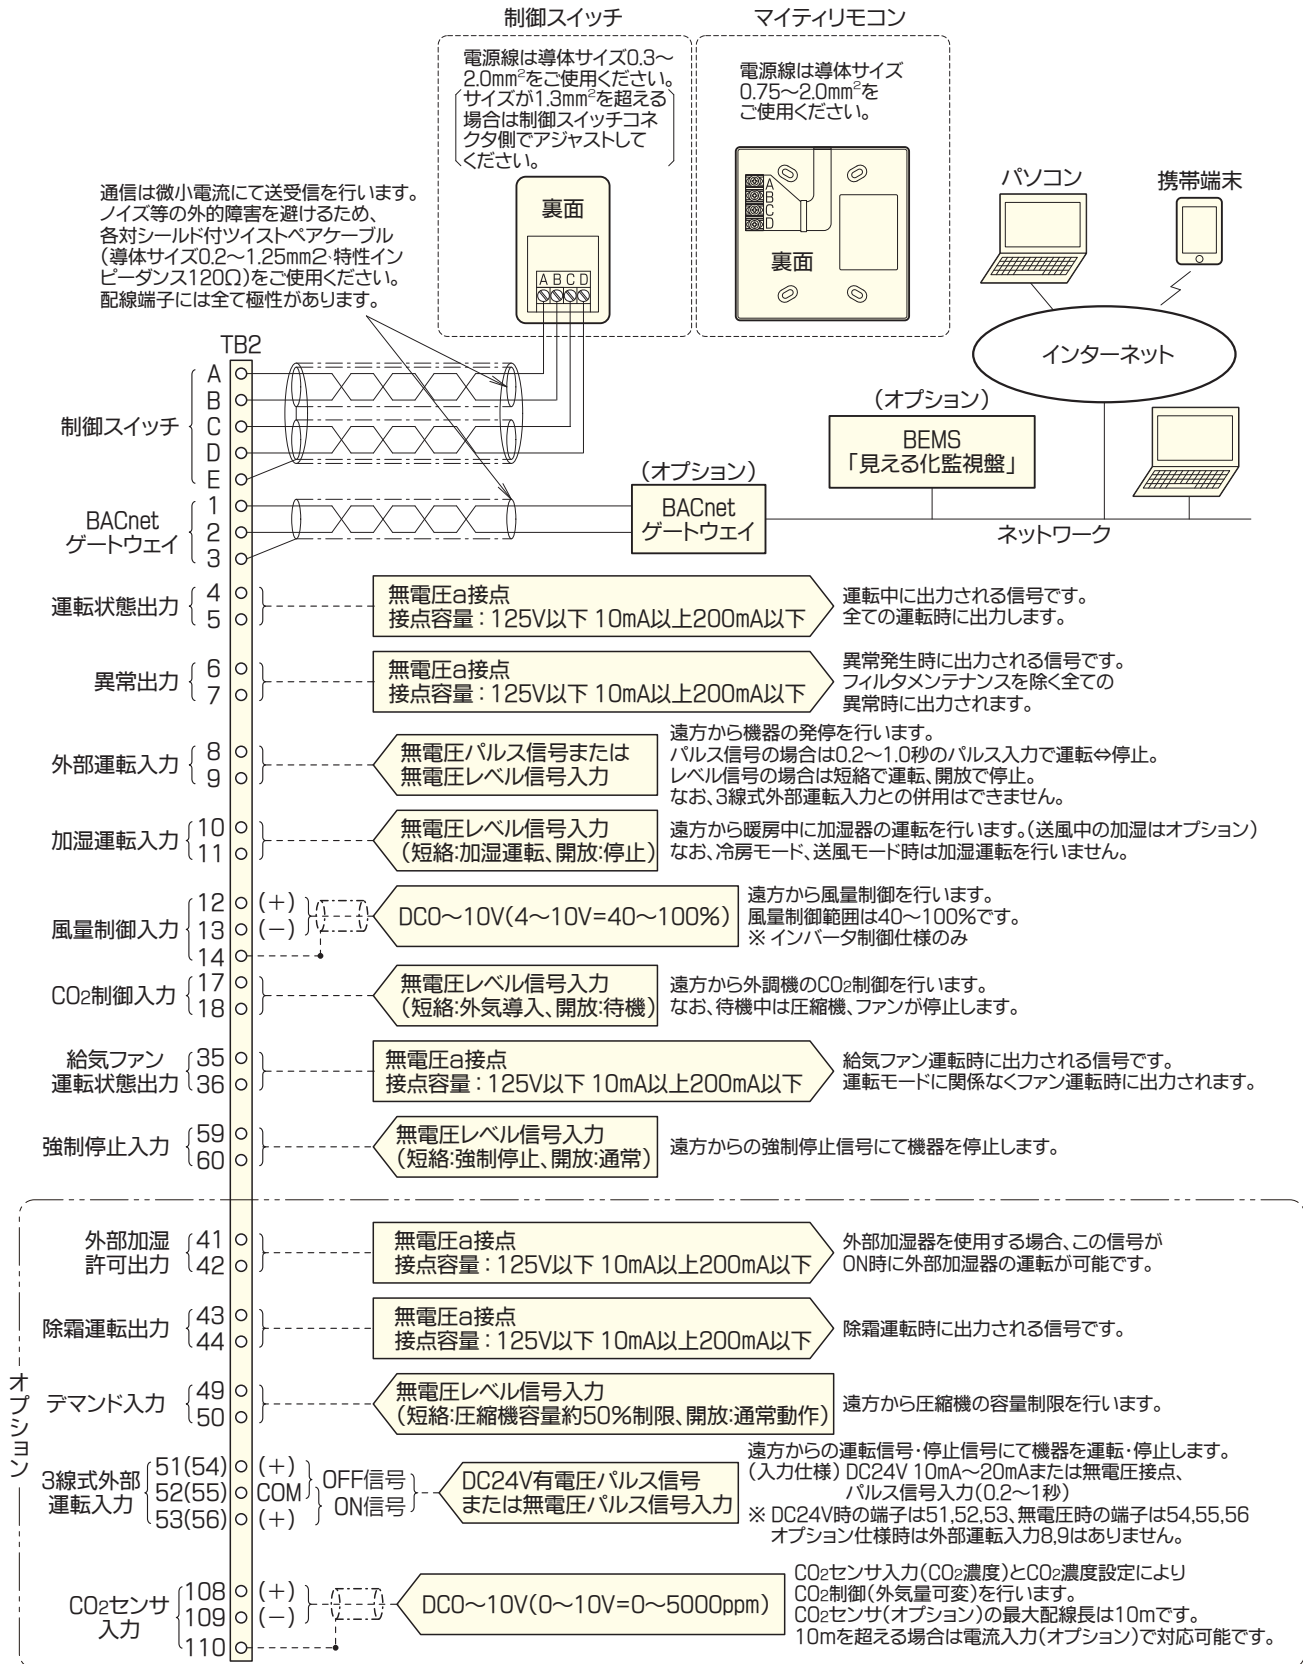 制御スイッチ
マイティリモコン
電源線は導体サイズ0.3～
2.0mm²をご使用ください。
サイズが1.3mm²を超える
場合は制御スイッチコネ
クタ側でアジャストして
ください。
電源線は導体サイズ
0.75～2.0mm²を
ご使用ください。
通信は微小電流にて送受信を行います。
ノイズ等の外的障害を避けるため、
各対シールド付ツイストペアケーブル
(導体サイズ0.2～1.25mm2、特性イン
ピーダンス120Ω)をご使用ください。
配線端子には全て極性があります。
裏面
A B C D
A
B
C
D
裏面
パソコン
携帯端末
インターネット
TB2
制御スイッチ
A
B
C
D
E
(オプション)
BEMS
「見える化監視盤」
(オプション)
BACnet
ゲートウェイ
ネットワーク
BACnet
ゲートウェイ
1
2
3
運転状態出力
4
5
無電圧a接点
接点容量：125V以下 10mA以上200mA以下
運転中に出力される信号です。
全ての運転時に出力します。
異常出力
6
7
無電圧a接点
接点容量：125V以下 10mA以上200mA以下
異常発生時に出力される信号です。
フィルタメンテナンスを除く全ての
異常時に出力されます。
外部運転入力
8
9
無電圧パルス信号または
無電圧レベル信号入力
遠方から機器の発停を行います。
パルス信号の場合は0.2～1.0秒のパルス入力で運転⇔停止。
レベル信号の場合は短絡で運転、開放で停止。
なお、3線式外部運転入力との併用はできません。
加湿運転入力
10
11
無電圧レベル信号入力
(短絡:加湿運転、開放:停止)
遠方から暖房中に加湿器の運転を行います。(送風中の加湿はオプション)
なお、冷房モード、送風モード時は加湿運転を行いません。
風量制御入力
12 (+)
13 (−)
14
DC0～10V(4～10V=40～100%)
遠方から風量制御を行います。
風量制御範囲は40～100%です。
※ インバータ制御仕様のみ
CO2制御入力
17
18
無電圧レベル信号入力
(短絡:外気導入、開放:待機)
遠方から外調機のCO2制御を行います。
なお、待機中は圧縮機、ファンが停止します。
給気ファン
運転状態出力
35
36
無電圧a接点
接点容量：125V以下 10mA以上200mA以下
給気ファン運転時に出力される信号です。
運転モードに関係なくファン運転時に出力されます。
強制停止入力
59
60
無電圧レベル信号入力
(短絡:強制停止、開放:通常)
遠方からの強制停止信号にて機器を停止します。
オプション
外部加湿
許可出力
41
42
無電圧a接点
接点容量：125V以下 10mA以上200mA以下
外部加湿器を使用する場合、この信号が
ON時に外部加湿器の運転が可能です。
除霜運転出力
43
44
無電圧a接点
接点容量：125V以下 10mA以上200mA以下
除霜運転時に出力される信号です。
デマンド入力
49
50
無電圧レベル信号入力
(短絡:圧縮機容量約50%制限、開放:通常動作)
遠方から圧縮機の容量制限を行います。
3線式外部
運転入力
51(54) (+)
52(55) COM
53(56) (+)
OFF信号
ON信号
DC24V有電圧パルス信号
または無電圧パルス信号入力
遠方からの運転信号・停止信号にて機器を運転・停止します。
(入力仕様) DC24V 10mA～20mAまたは無電圧接点、
パルス信号入力(0.2～1秒)
※ DC24V時の端子は51,52,53、無電圧時の端子は54,55,56
オプション仕様時は外部運転入力8,9はありません。
CO2センサ
入力
108 (+)
109 (−)
110
DC0～10V(0～10V=0～5000ppm)
CO2センサ入力(CO2濃度)とCO2濃度設定により
CO2制御(外気量可変)を行います。
CO2センサ(オプション)の最大配線長は10mです。
10mを超える場合は電流入力(オプション)で対応可能です。